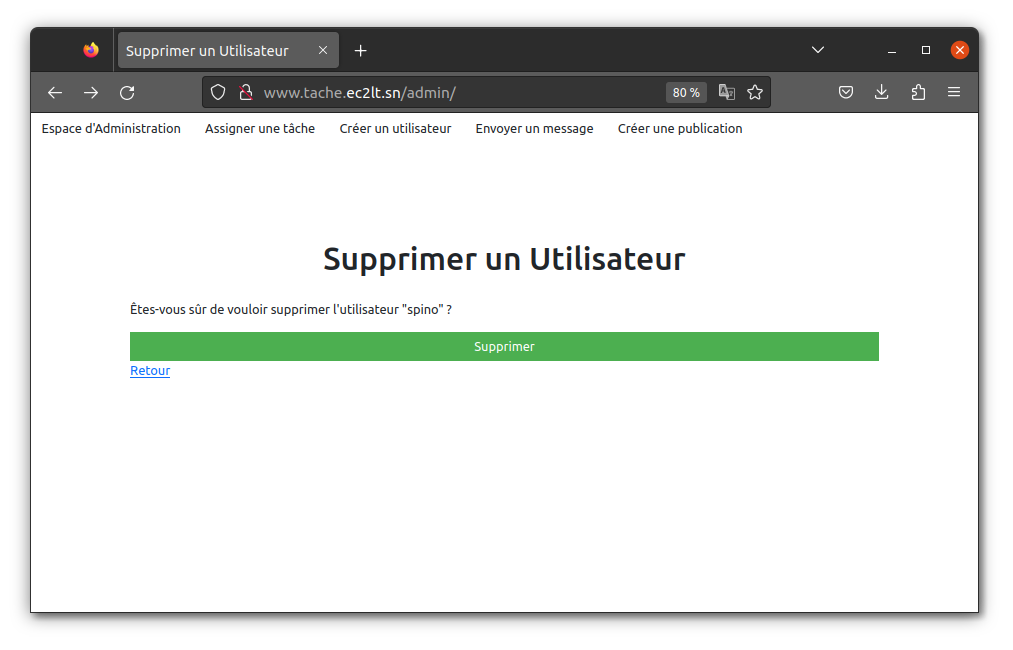 Supprimer un Utilisateur
www.tache.ec2lt.sn/admin/ 80 %
Espace d'Administration Assigner une tâche Créer un utilisateur Envoyer un message Créer une publication
Supprimer un Utilisateur
Êtes-vous sûr de vouloir supprimer l'utilisateur "spino" ?
Supprimer
Retour